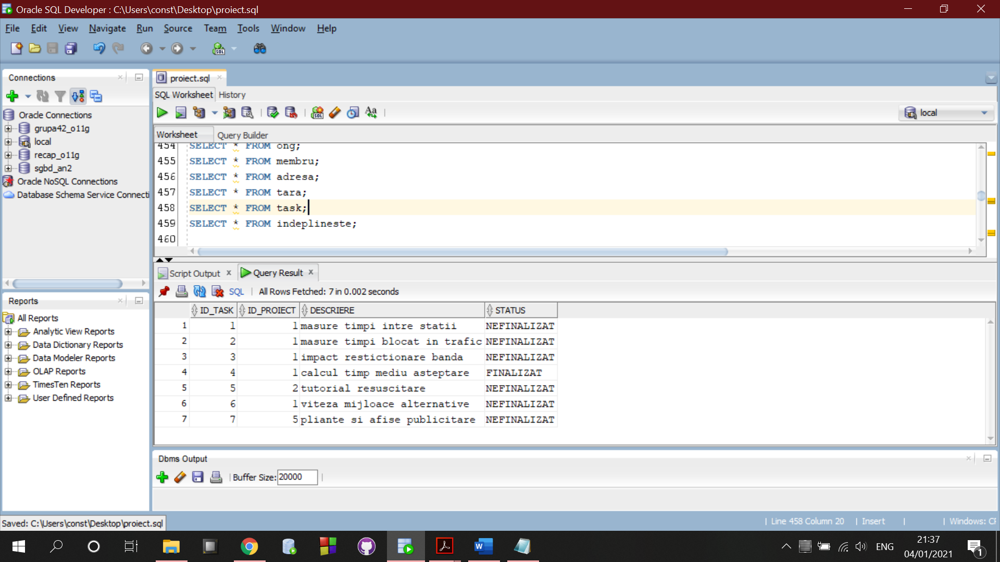 Oracle SQL Developer : C:\Users\const\Desktop\proiect.sql
File Edit View Navigate Run Source Team Tools Window Help
Connections
proiect.sql
SQL Worksheet History
Oracle Connections
grupa42_o11g
local
recap_o11g
sgbd_an2
Oracle NoSQL Connections
Database Schema Service Connecti
local
Worksheet Query Builder
454 SELECT * FROM ong;
455 SELECT * FROM membru;
456 SELECT * FROM adresa;
457 SELECT * FROM tara;
458 SELECT * FROM task;
459 SELECT * FROM indeplineste;
460
Reports
All Reports
Analytic View Reports
Data Dictionary Reports
Data Modeler Reports
OLAP Reports
TimesTen Reports
User Defined Reports
Script Output Query Result
SQL All Rows Fetched: 7 in 0.002 seconds
ID_TASK ID_PROIECT DESCRIERE STATUS
1 1 1 masure timpi intre statii NEFINALIZAT
2 2 1 masure timpi blocat in trafic NEFINALIZAT
3 3 1 impact restictionare banda NEFINALIZAT
4 4 1 calcul timp mediu asteptare FINALIZAT
5 5 2 tutorial resuscitare NEFINALIZAT
6 6 1 viteza mijloace alternative NEFINALIZAT
7 7 5 pliante si afise publicitare NEFINALIZAT
Dbms Output
Buffer Size: 20000
Saved: C:\Users\const\Desktop\proiect.sql
Line 458 Column 20 Insert Windows: CF
ENG
21:37
04/01/2021
1